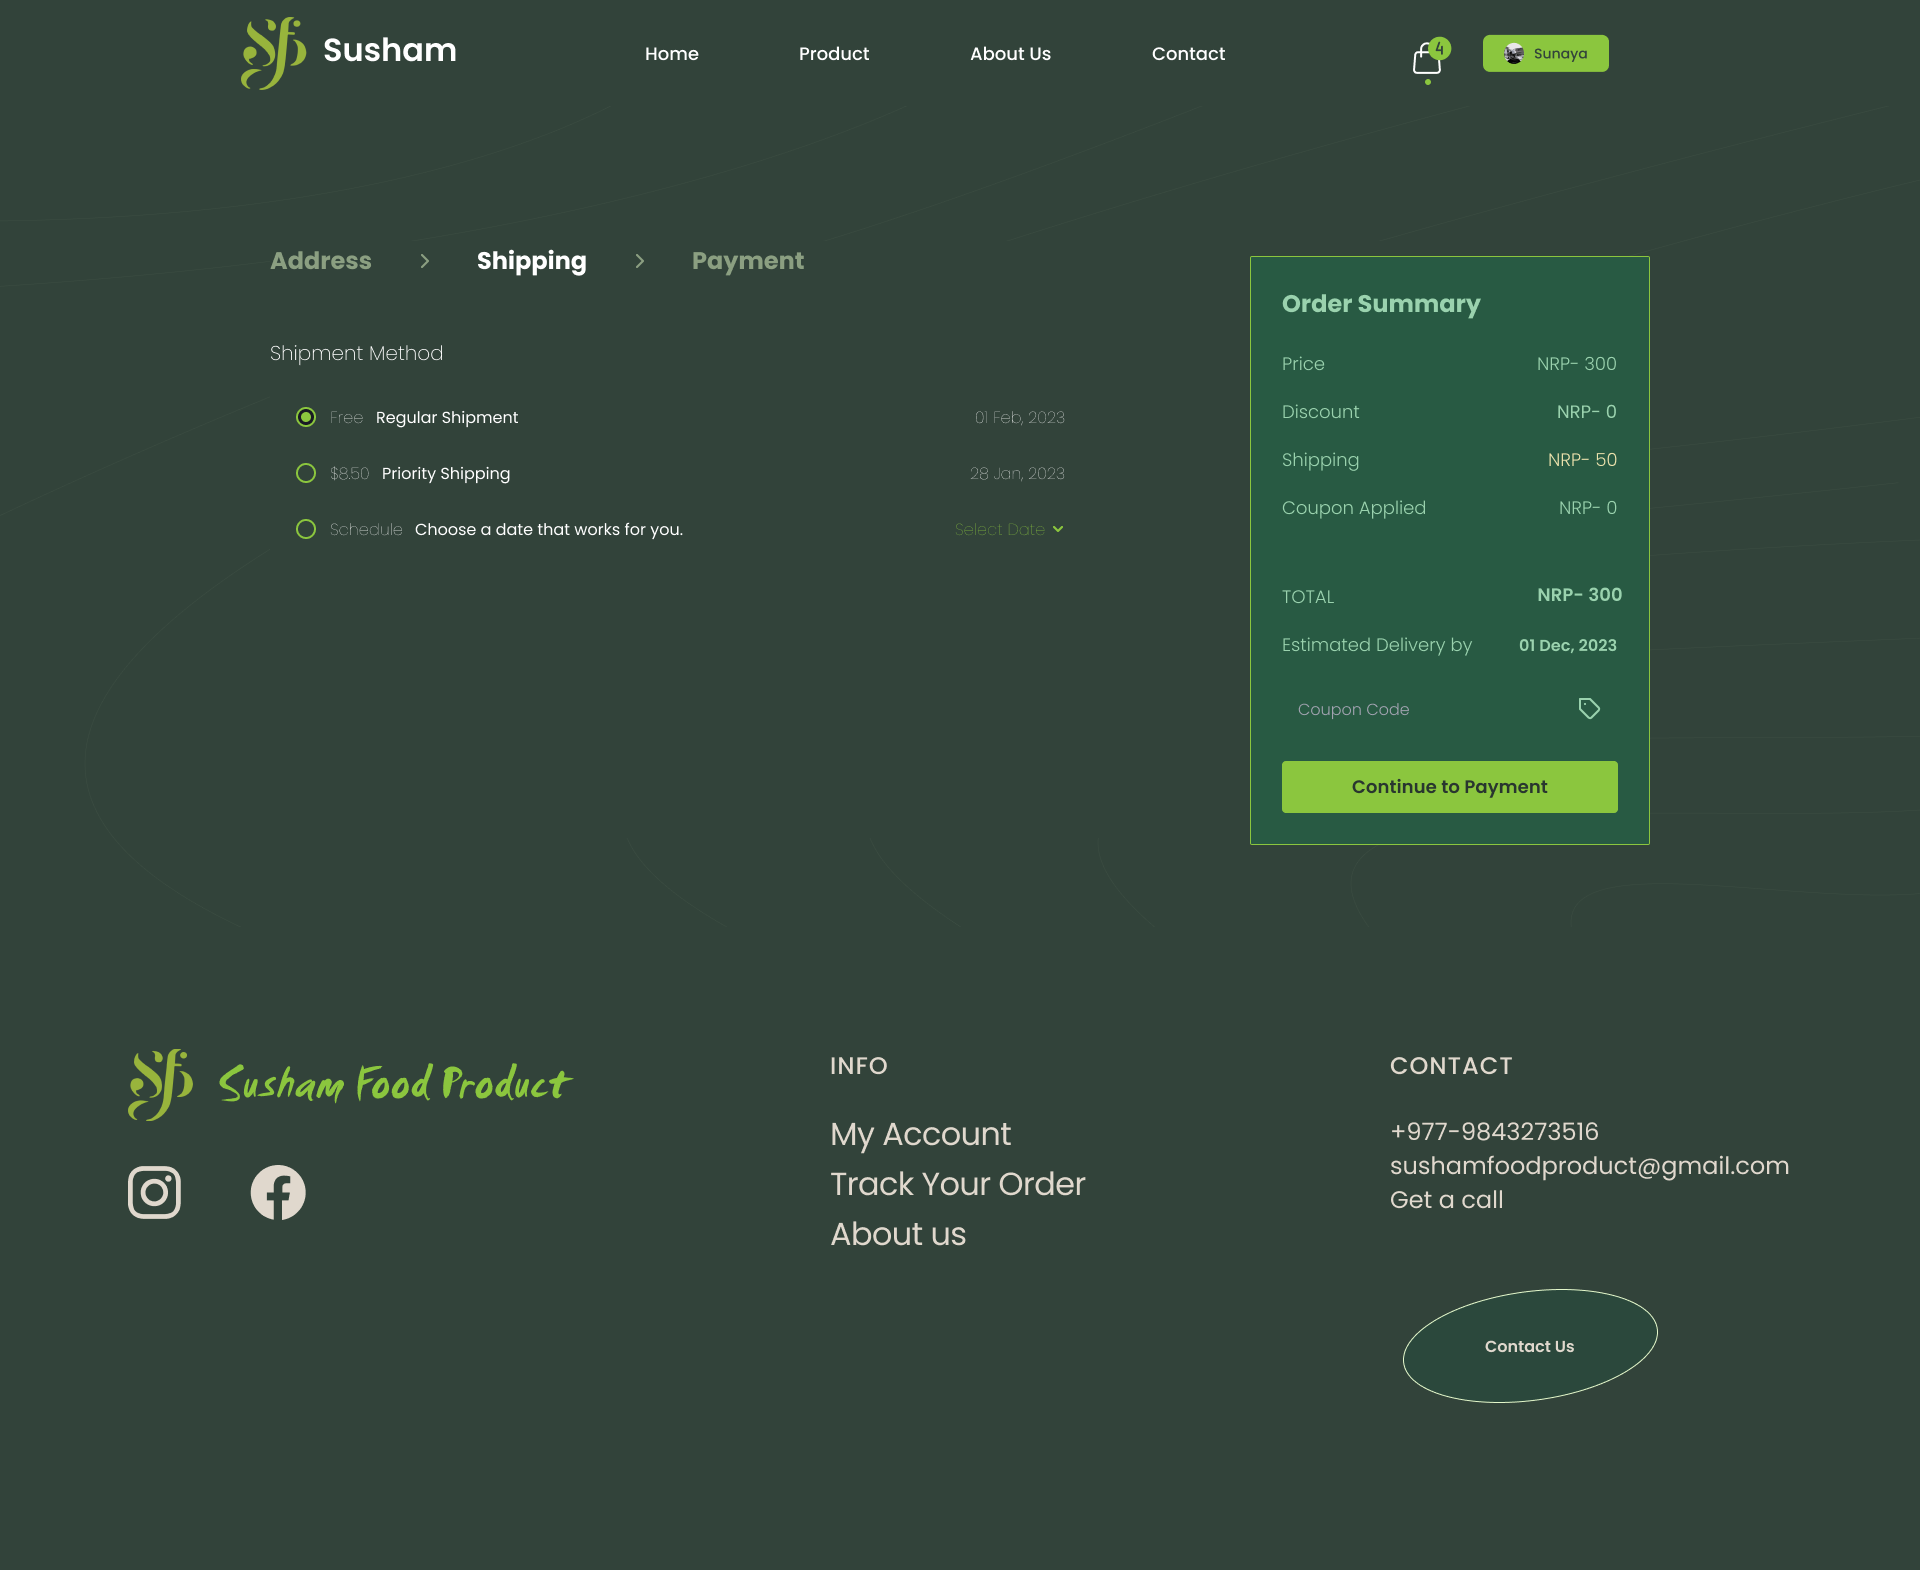 Susham
Home
Product
About Us
Contact
4
Sunaya
Address
Shipping
Payment
Shipment Method
Free Regular Shipment 01 Feb, 2023
$8.50 Priority Shipping 28 Jan, 2023
Schedule Choose a date that works for you. Select Date
Order Summary
Price NRP- 300
Discount NRP- 0
Shipping NRP- 50
Coupon Applied NRP- 0
TOTAL NRP- 300
Estimated Delivery by 01 Dec, 2023
Coupon Code
Continue to Payment
Susham Food Product
INFO
My Account
Track Your Order
About us
CONTACT
+977-9843273516
sushamfoodproduct@gmail.com
Get a call
Contact Us